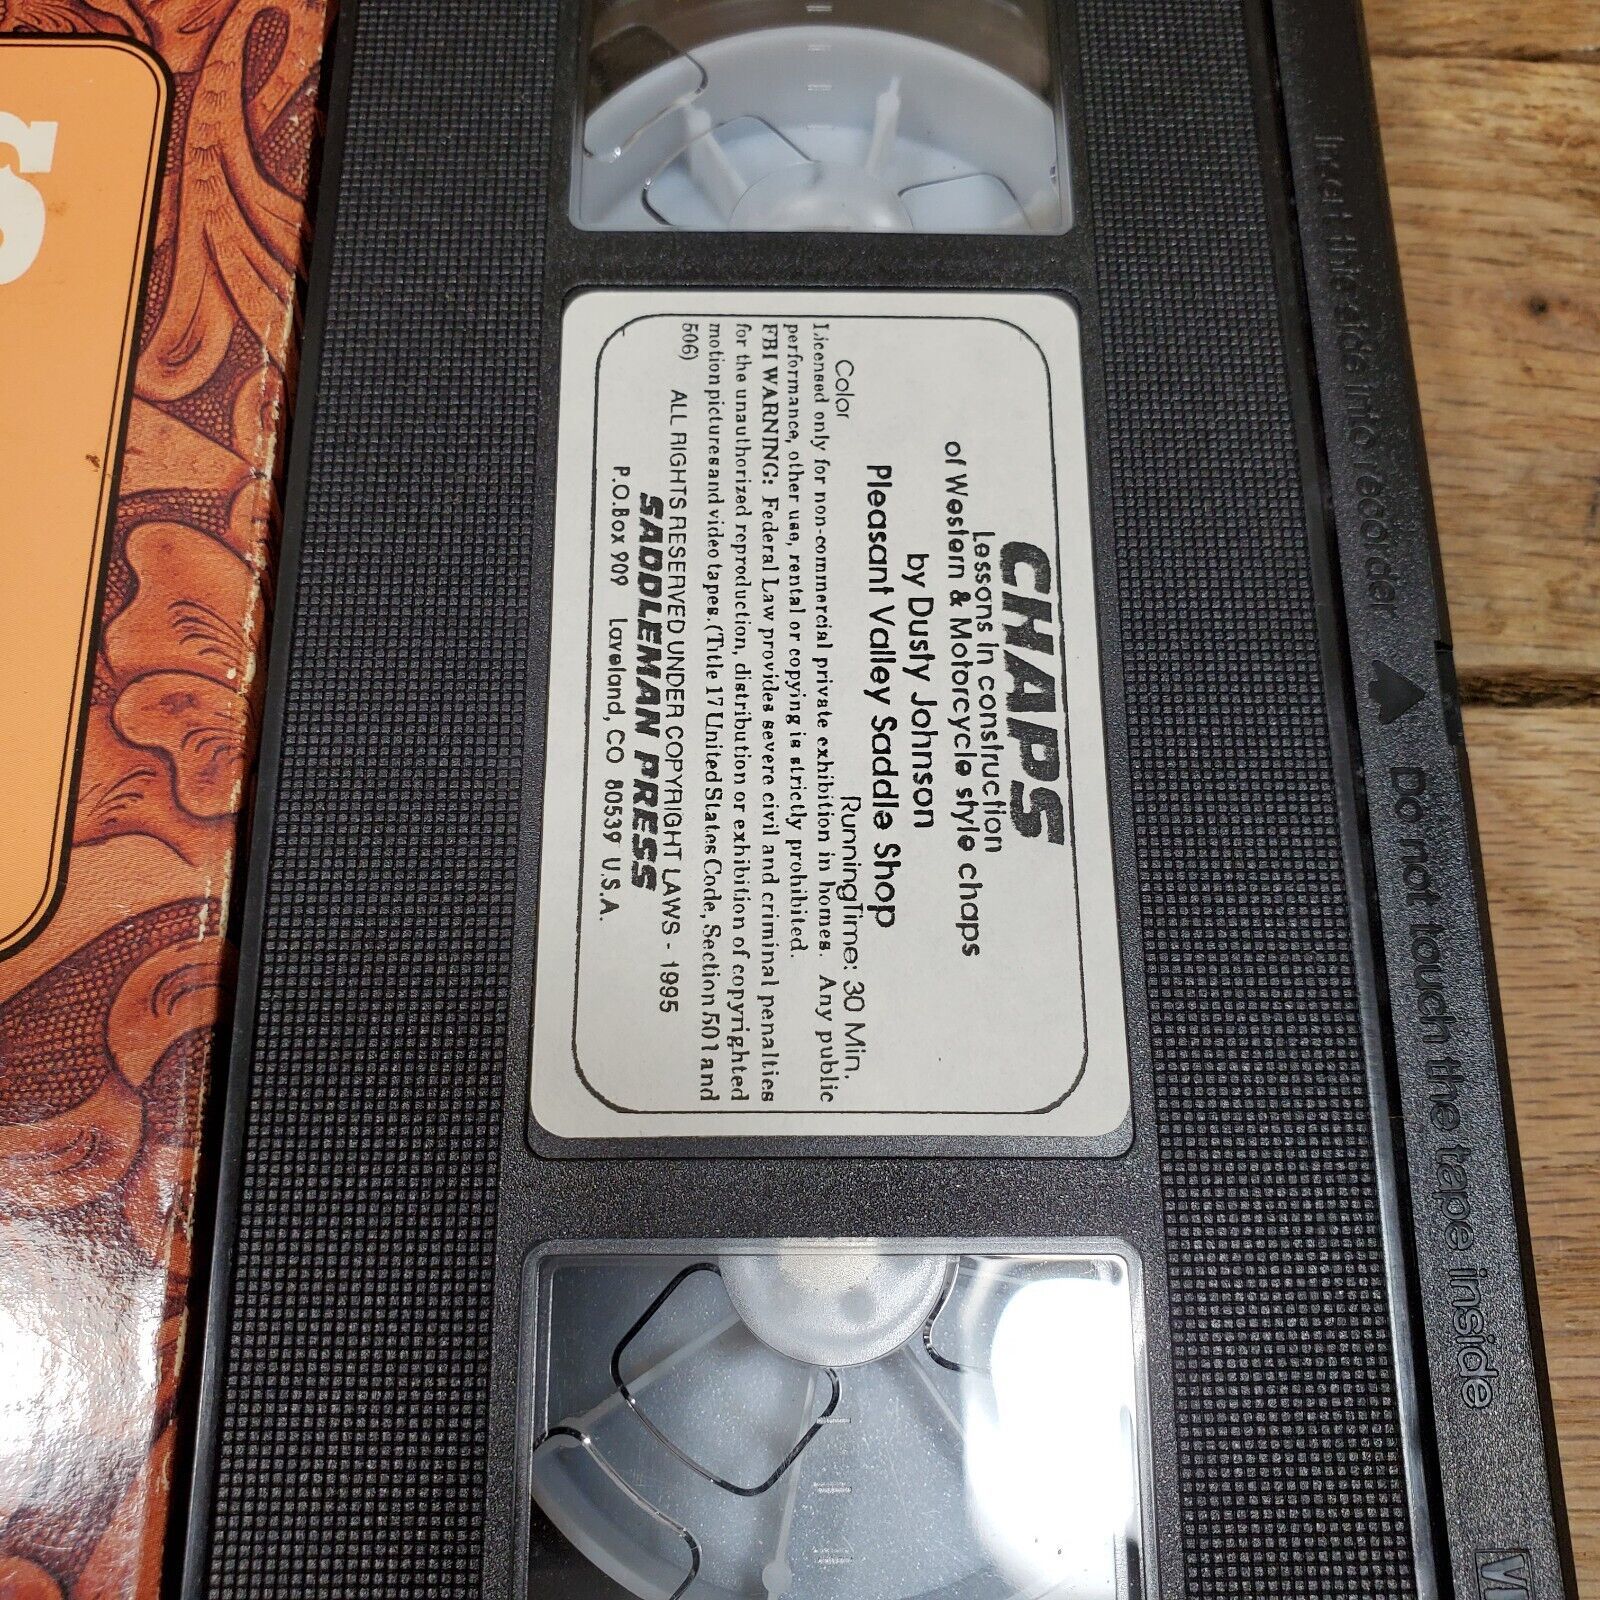 CHAPS
Lessons in construction
of Western & Motorcycle style chaps
by Dusty Johnson
Pleasant Valley Saddle Shop
Color Running Time: 30 Min.
Licensed only for non-commercial private exhibition in homes. Any public
performance, other use, rental or copying is strictly prohibited.
FBI WARNING: Federal Law provides severe civil and criminal penalties
for the unauthorized reproduction, distribution or exhibition of copyrighted
motion pictures and video tapes. (Title 17 United States Code, Section 501 and
506) ALL RIGHTS RESERVED UNDER COPYRIGHT LAWS - 1995
SADDLEMAN PRESS
P.O. Box 909 Laveland, CO 80539 U.S.A.
Insert this side into recorder Do not touch the tape inside
S